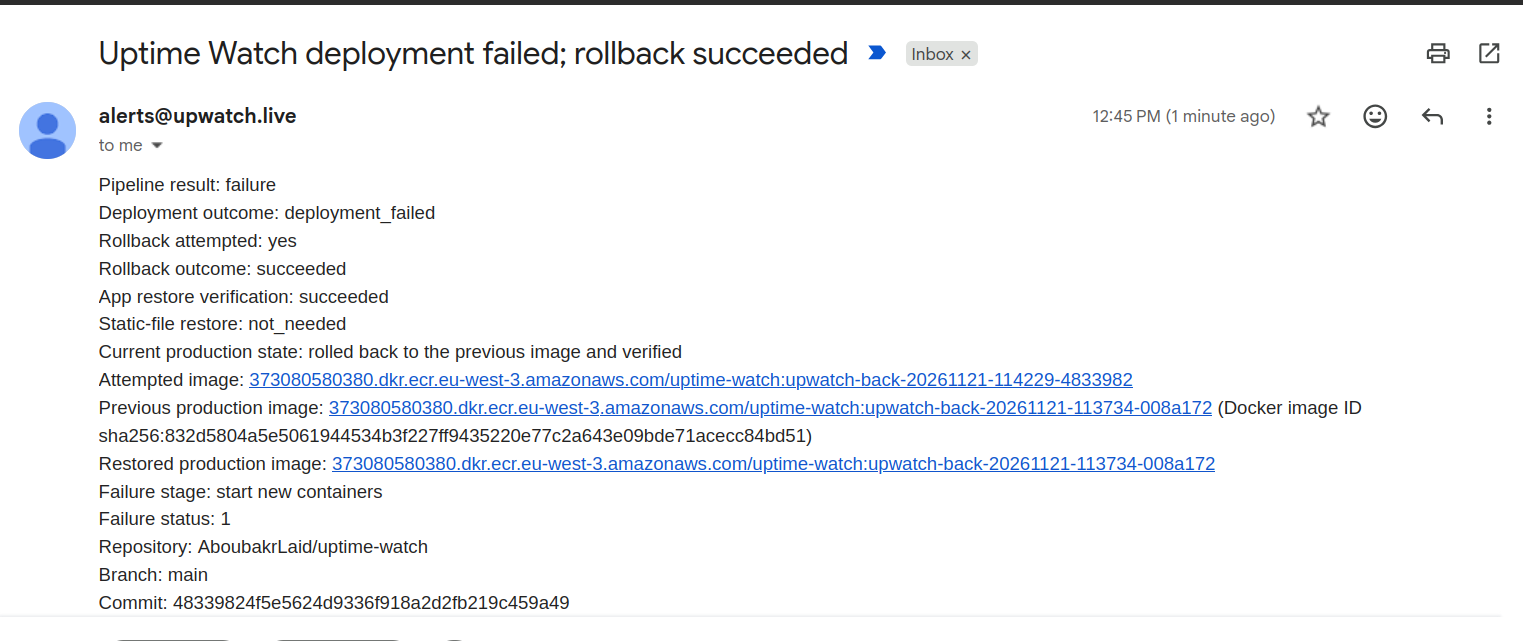 Uptime Watch deployment failed; rollback succeeded Inbox ×
alerts@upwatch.live 12:45 PM (1 minute ago)
to me
Pipeline result: failure
Deployment outcome: deployment_failed
Rollback attempted: yes
Rollback outcome: succeeded
App restore verification: succeeded
Static-file restore: not_needed
Current production state: rolled back to the previous image and verified
Attempted image: 373080580380.dkr.ecr.eu-west-3.amazonaws.com/uptime-watch:upwatch-back-20261121-114229-4833982
Previous production image: 373080580380.dkr.ecr.eu-west-3.amazonaws.com/uptime-watch:upwatch-back-20261121-113734-008a172 (Docker image ID
sha256:832d5804a5e5061944534b3f227ff9435220e77c2a643e09bde71acecc84bd51)
Restored production image: 373080580380.dkr.ecr.eu-west-3.amazonaws.com/uptime-watch:upwatch-back-20261121-113734-008a172
Failure stage: start new containers
Failure status: 1
Repository: AboubakrLaid/uptime-watch
Branch: main
Commit: 48339824f5e5624d9336f918a2d2fb219c459a49